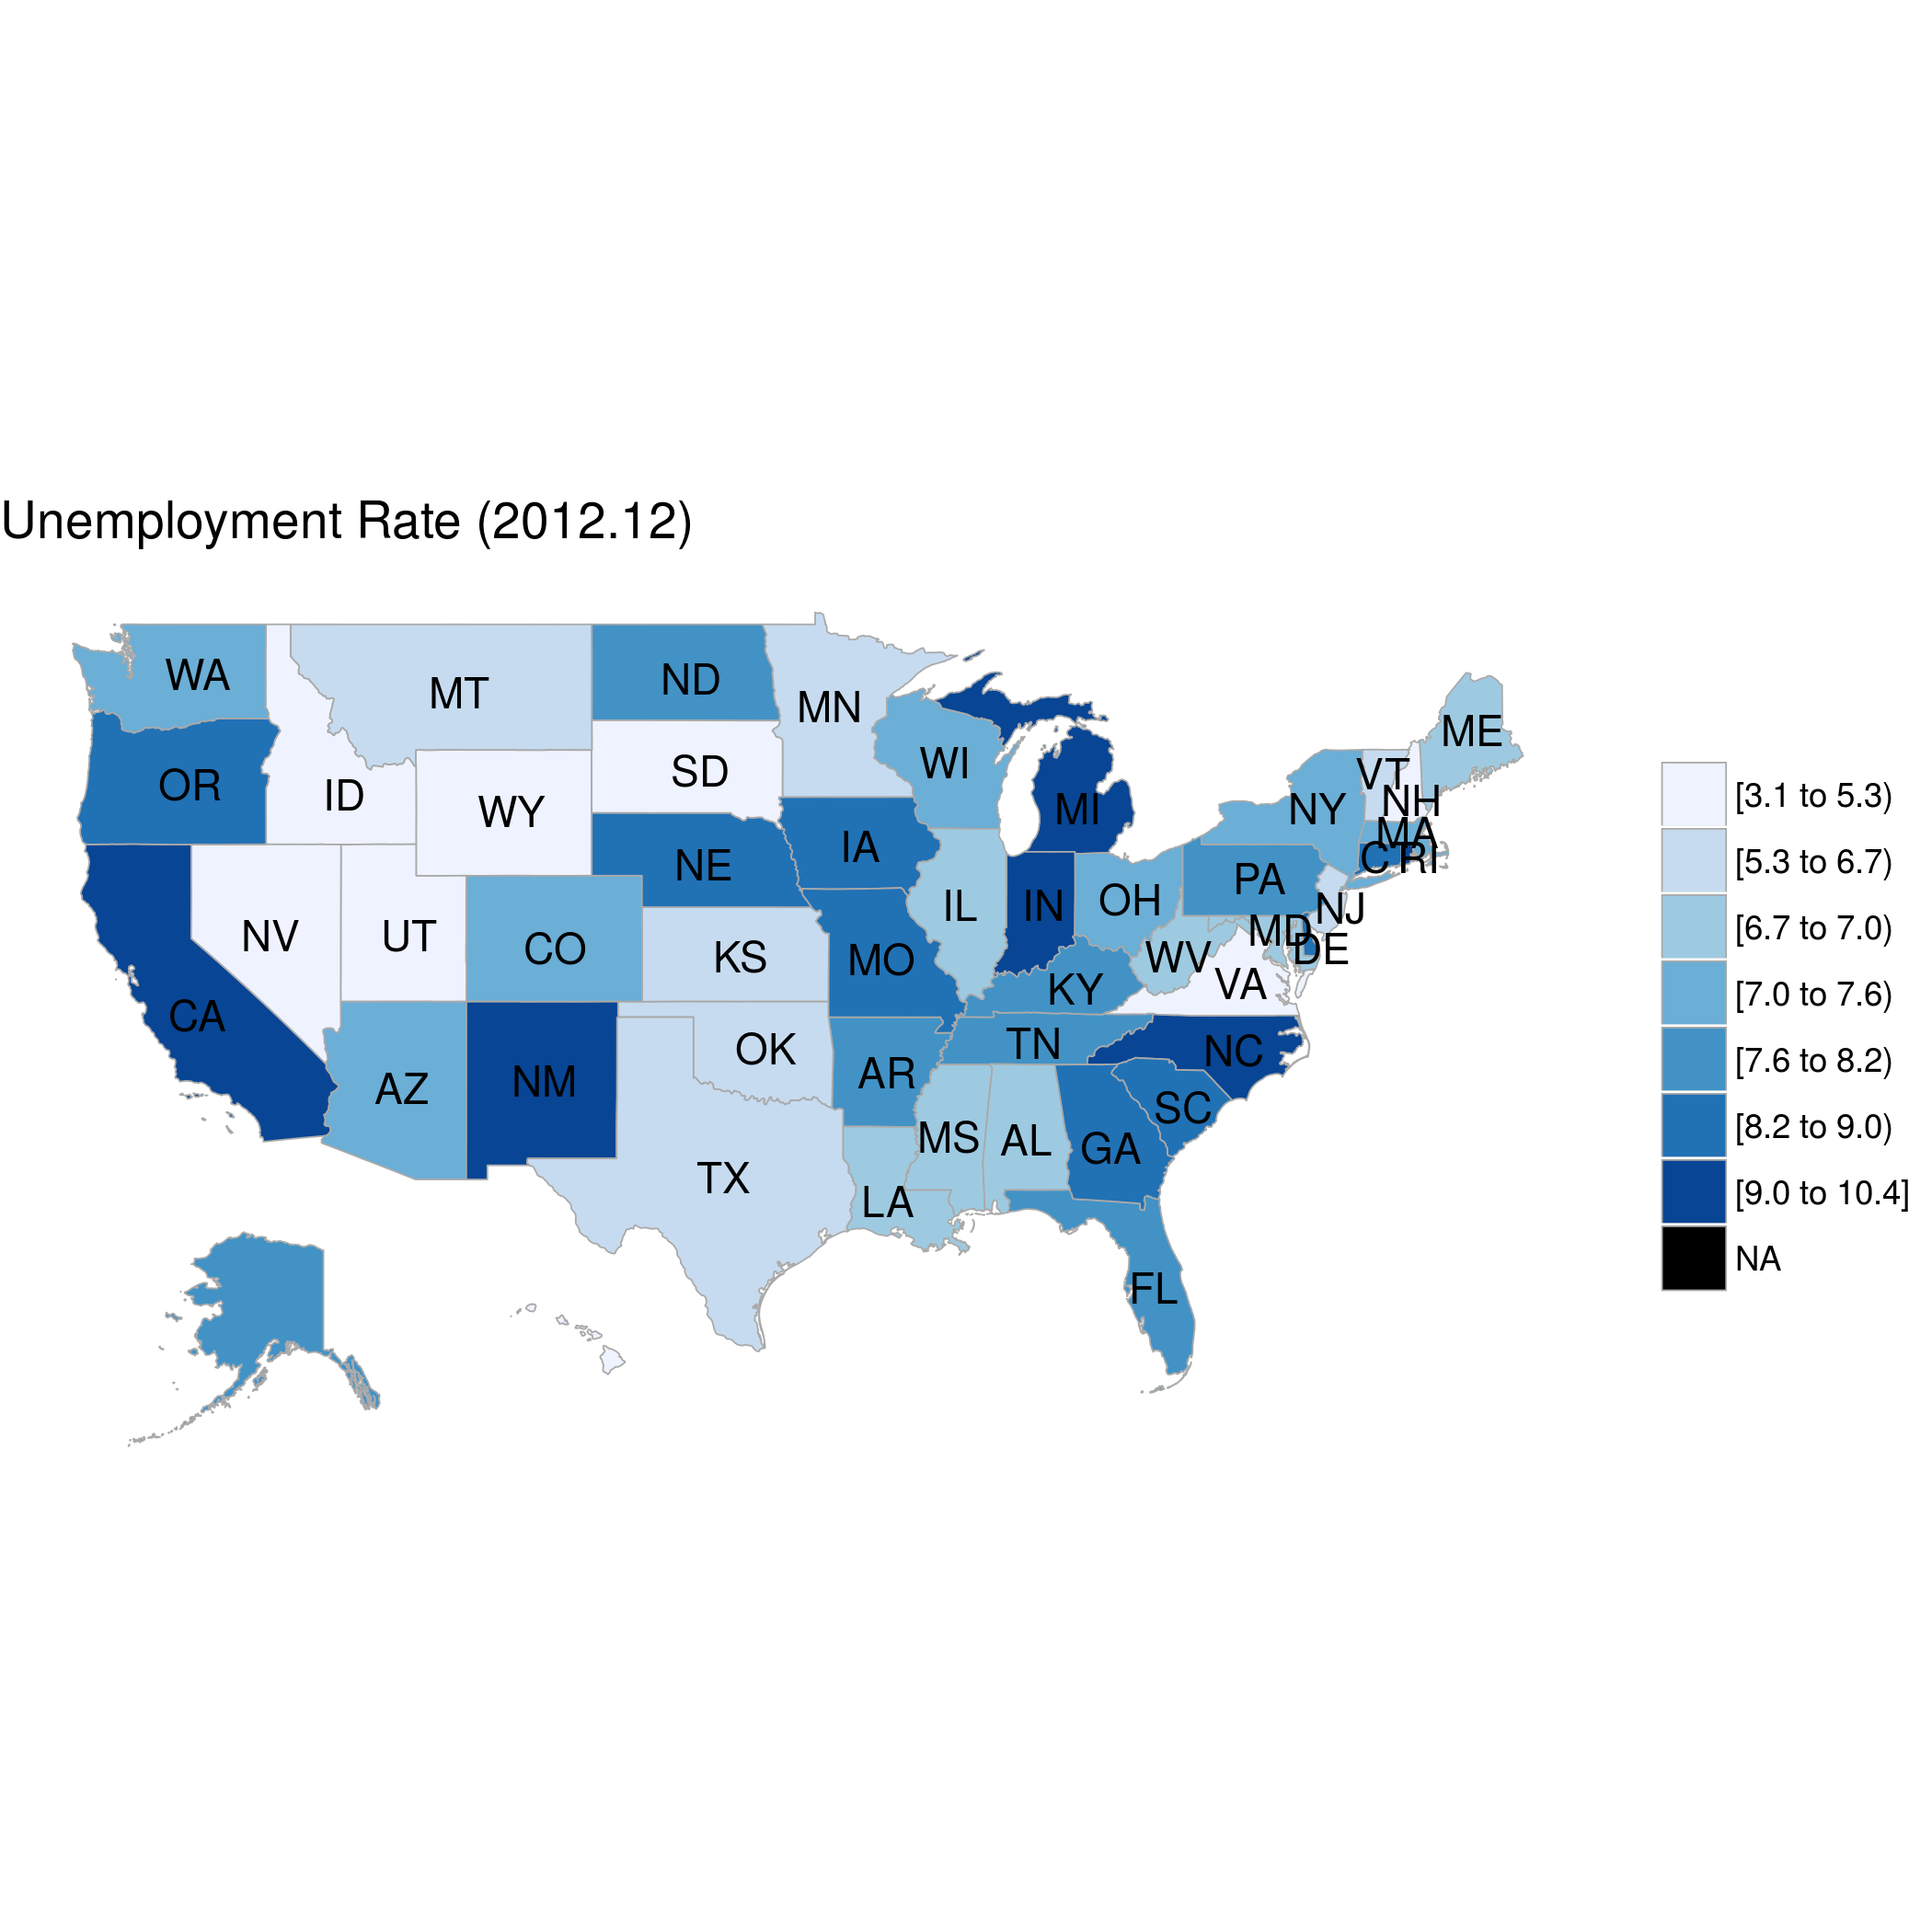 Unemployment Rate (2012.12)
WA
MT
ND
MN
ME
OR
ID
WY
SD
WI
MI
VT
NH
NY
MA
CT
RI
NE
IA
PA
NJ
NV
UT
CO
KS
MO
IL
IN
OH
MD
DE
WV
VA
KY
CA
AZ
NM
OK
AR
TN
NC
SC
TX
LA
MS
AL
GA
FL
[3.1 to 5.3)
[5.3 to 6.7)
[6.7 to 7.0)
[7.0 to 7.6)
[7.6 to 8.2)
[8.2 to 9.0)
[9.0 to 10.4]
NA